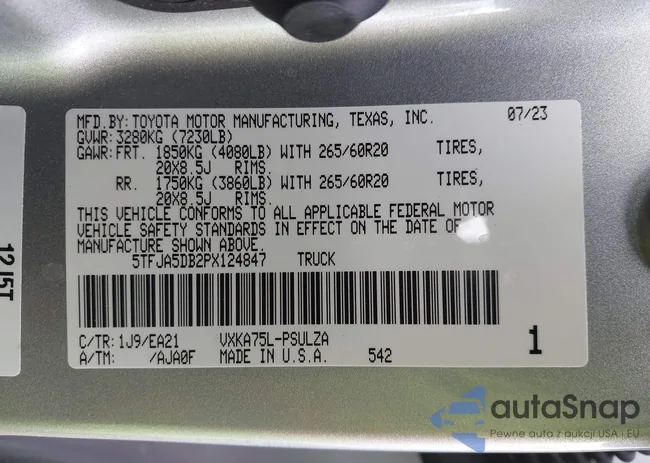 MFD.BY:TOYOTA MOTOR MANUFACTURING, TEXAS, INC. 07/23
GVWR:3280KG (7230LB)
GAWR:FRT. 1850KG (4080LB) WITH 265/60R20 TIRES,
20X8.5J RIMS.
RR. 1750KG (3860LB) WITH 265/60R20 TIRES,
20X8.5J RIMS.
THIS VEHICLE CONFORMS TO ALL APPLICABLE FEDERAL MOTOR
VEHICLE SAFETY STANDARDS IN EFFECT ON THE DATE OF
MANUFACTURE SHOWN ABOVE.
5TFJA5DB2PX124847 TRUCK
C/TR:1J9/EA21 VXKA75L-PSULZA
A/TM: /AJA0F MADE IN U.S.A. 542 1
12J5T
autaSnap
Pewne auta z aukcji USA i EU